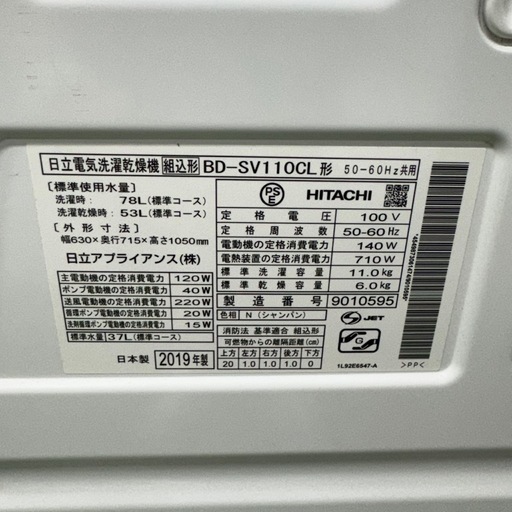 日立電気洗濯乾燥機 組込形 BD-SV110CL形 50-60Hz共用
[標準使用水量]
洗濯時: 78L(標準コース)
洗濯乾燥時: 53L(標準コース)
[外形寸法]
幅630×奥行715×高さ1050mm
日立アプライアンス(株)
主電動機の定格消費電力 120W
ポンプ電動機の定格消費電力 40W
送風電動機の定格消費電力 220W
循環ポンプ電動機の定格消費電力 20W
洗剤循環ポンプ電動機の定格消費電力 15W
標準水量 37L(標準コース)
日本製 2019年製
PSE HITACHI
定格電圧 100V
定格周波数 50-60Hz
電動機の定格消費電力 140W
電熱装置の定格消費電力 710W
標準洗濯容量 11.0kg
標準乾燥容量 6.0kg
製造番号 9010595
色相 N(シャンパン)
消防法 基準適合 組込形
可燃物からの離隔距離(cm)
上方 左方 右方 後方 下方
20 1.0 1.0 1.0 0
S JET
G
1L92E6547-A
>PP<